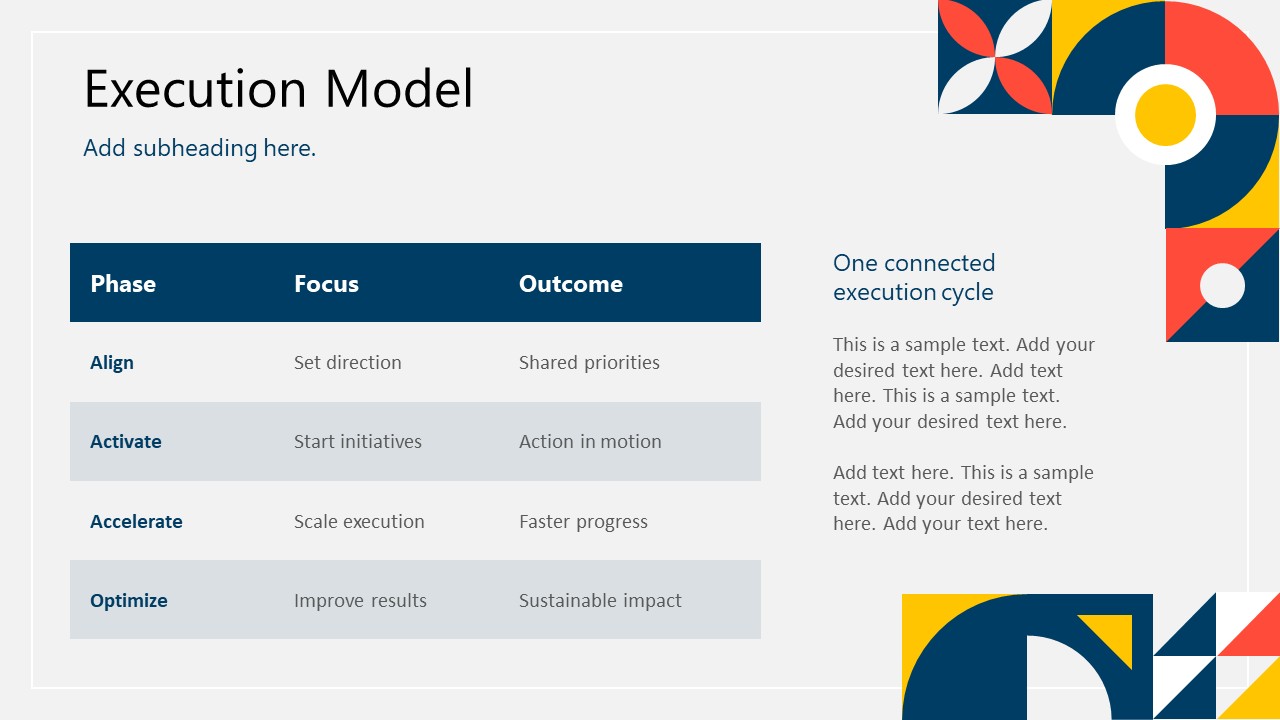 Execution Model
Add subheading here.
Phase Focus Outcome
Align Set direction Shared priorities
Activate Start initiatives Action in motion
Accelerate Scale execution Faster progress
Optimize Improve results Sustainable impact
One connected
execution cycle
This is a sample text. Add your
desired text here. Add text
here. This is a sample text.
Add your desired text here.
Add text here. This is a sample
text. Add your desired text
here. Add your text here.